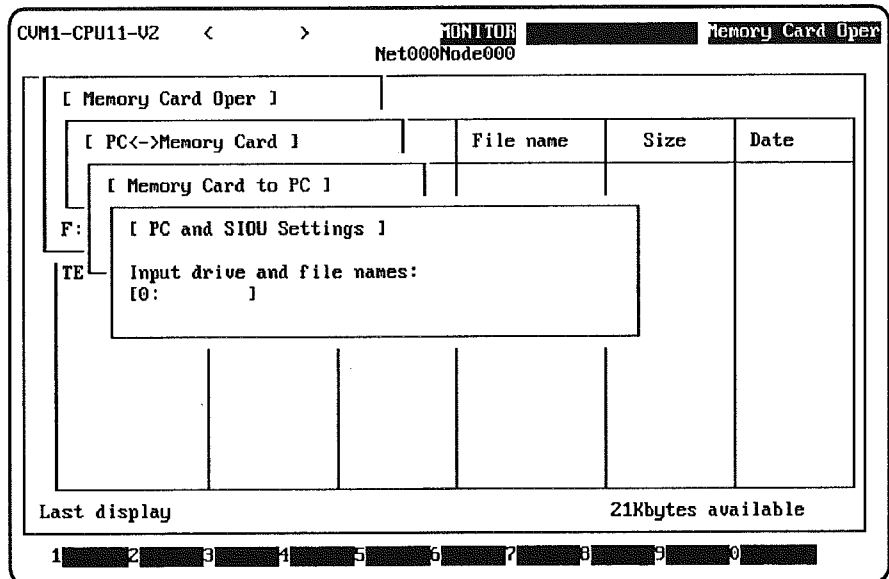 CVM1-CPU11-V2 < > MONITOR Memory Card Oper
Net000Node000
[ Memory Card Oper ]
[ PC<->Memory Card ] File name Size Date
[ Memory Card to PC ]
F: [ PC and SIOU Settings ]
TE Input drive and file names:
[0: ]
Last display 21Kbytes available
1 2 3 4 5 6 7 8 9 0